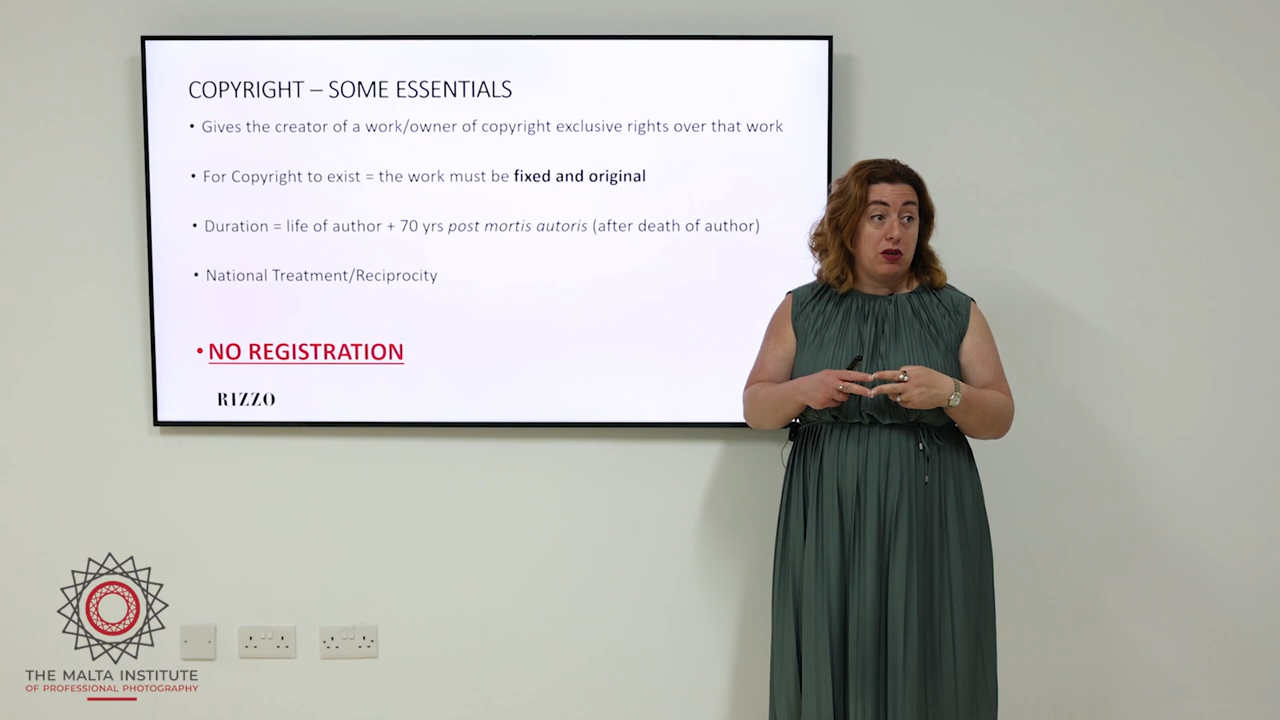 COPYRIGHT – SOME ESSENTIALS
• Gives the creator of a work/owner of copyright exclusive rights over that work
• For Copyright to exist = the work must be fixed and original
• Duration = life of author + 70 yrs post mortis autoris (after death of author)
• National Treatment/Reciprocity
• NO REGISTRATION
RIZZO
THE MALTA INSTITUTE
OF PROFESSIONAL PHOTOGRAPHY